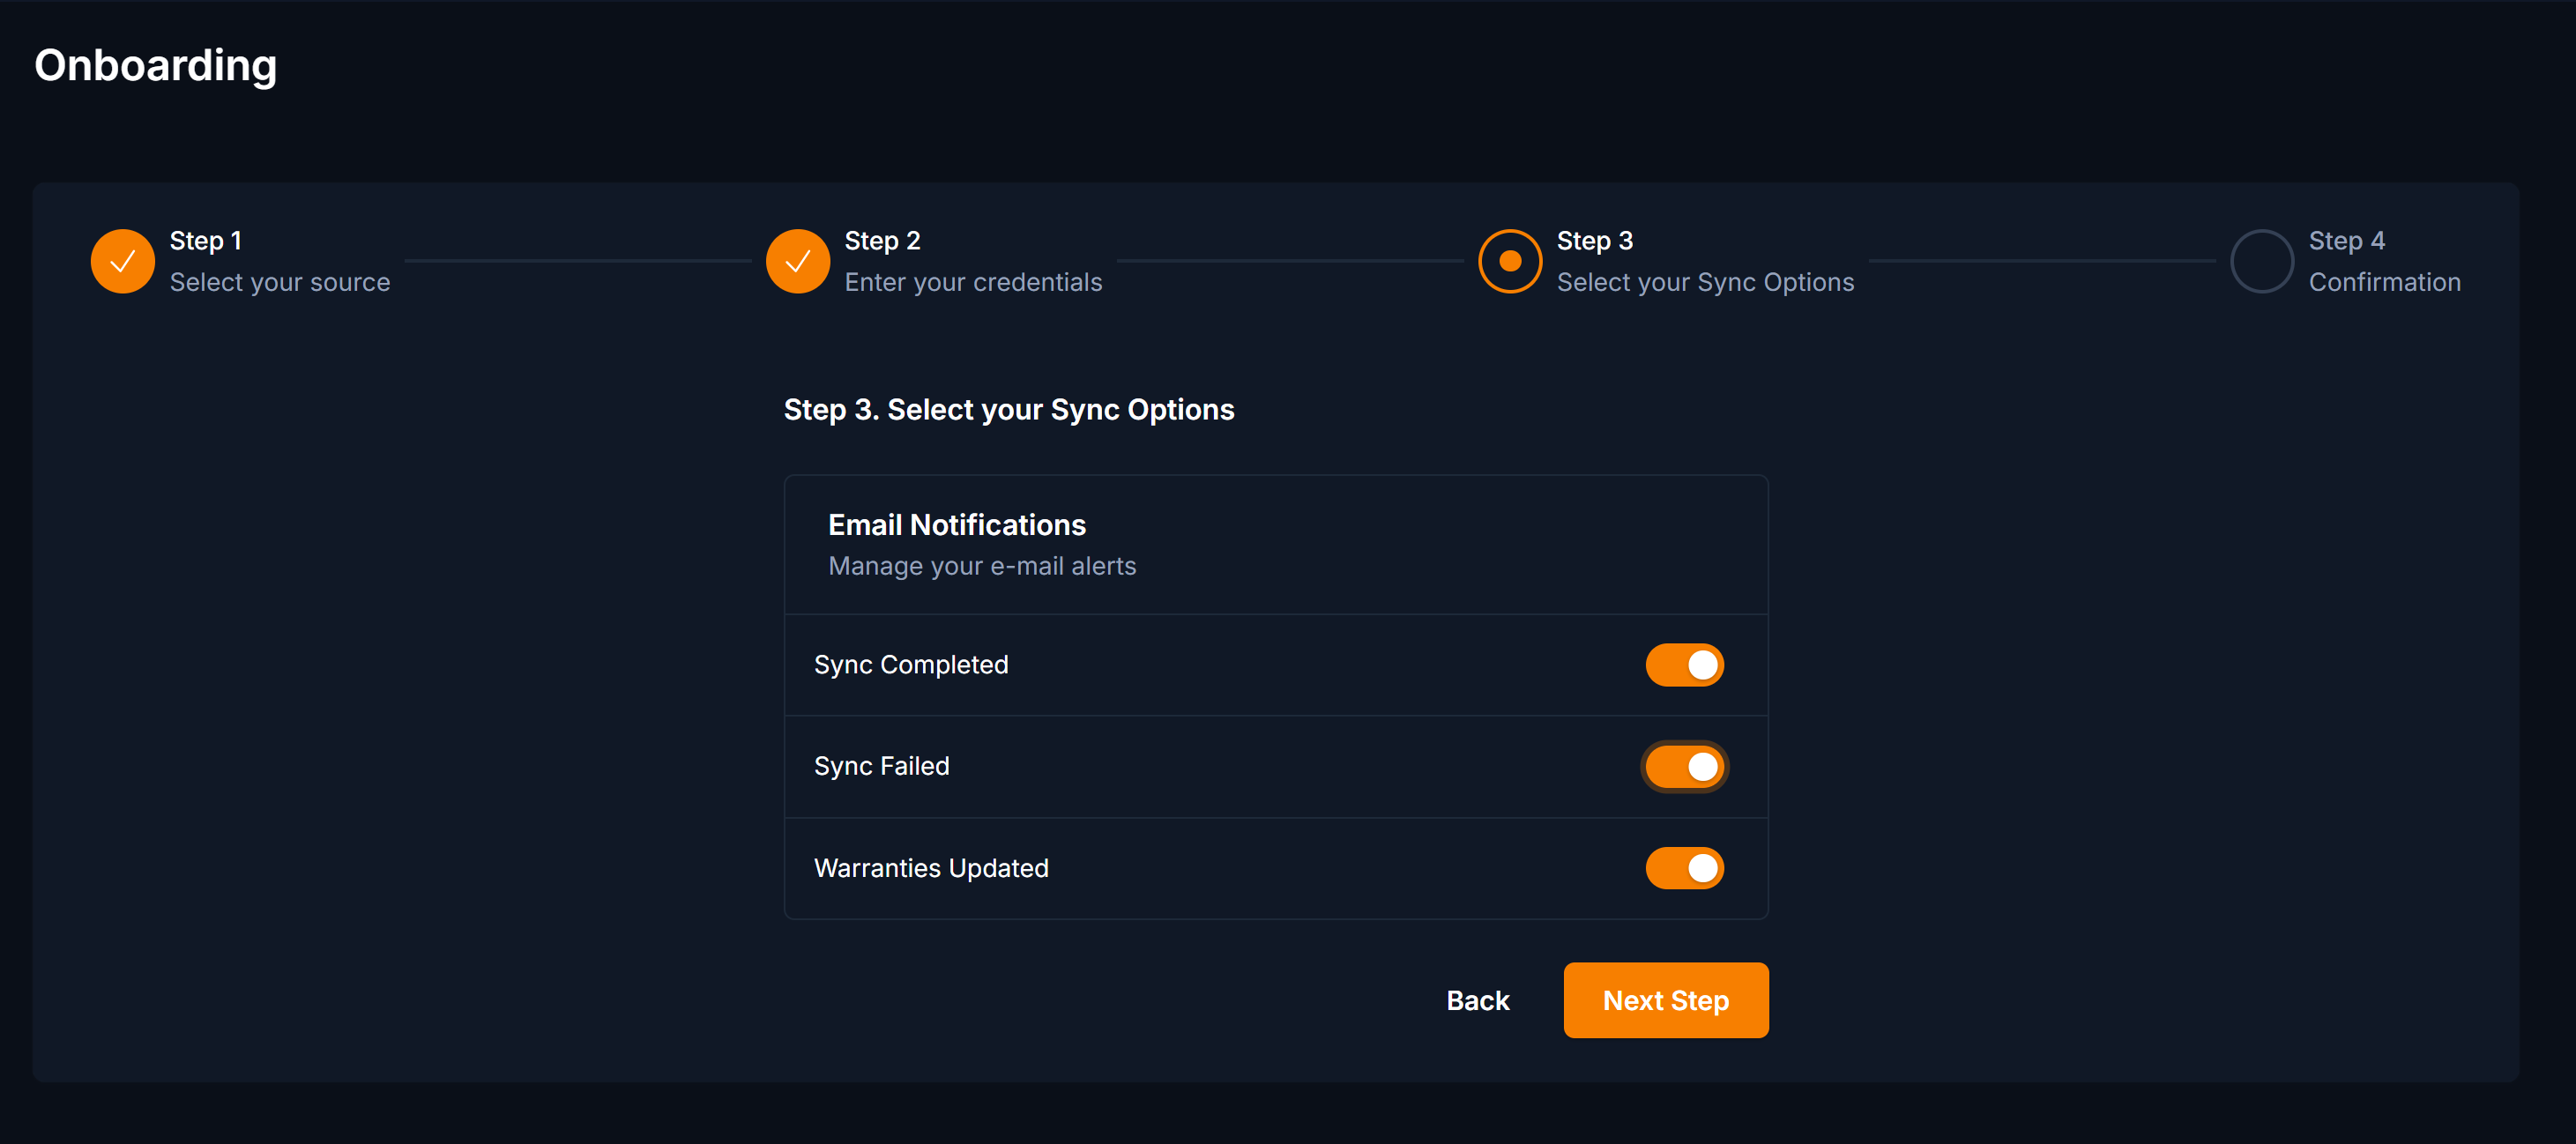 Onboarding
Step 1
Select your source
Step 2
Enter your credentials
Step 3
Select your Sync Options
Step 4
Confirmation
Step 3. Select your Sync Options
Email Notifications
Manage your e-mail alerts
Sync Completed
Sync Failed
Warranties Updated
Back
Next Step